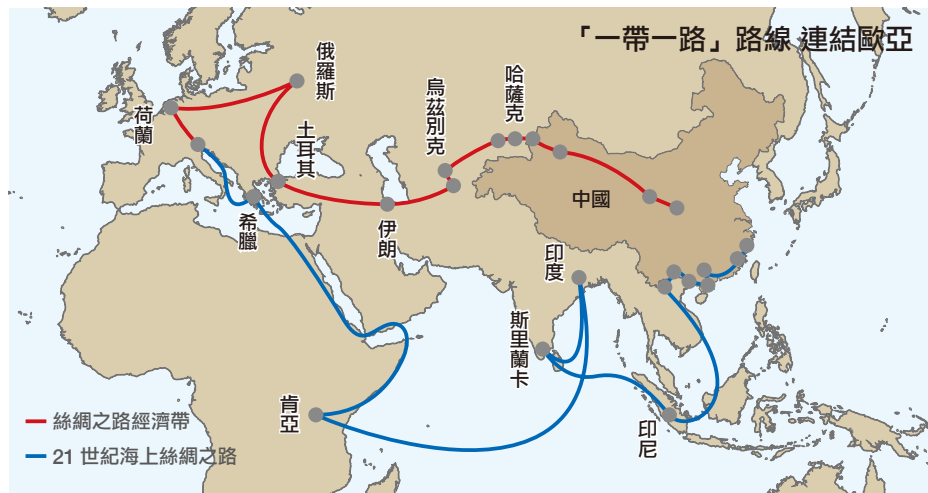 「一帶一路」路線 連結歐亞
俄羅斯
荷蘭
土耳其
烏茲別克
哈薩克
中國
希臘
伊朗
印度
斯里蘭卡
肯亞
印尼
絲綢之路經濟帶
21 世紀海上絲綢之路